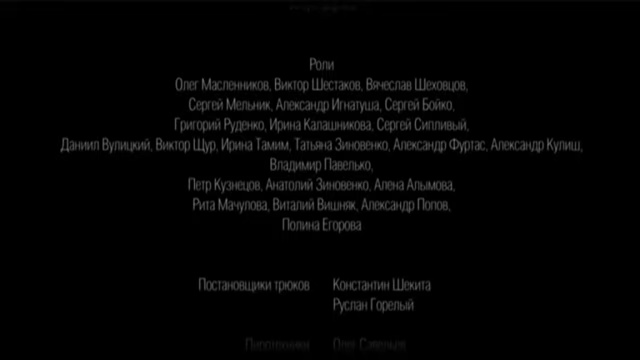 Роли
Олег Масленников, Виктор Шестаков, Вячеслав Шеховцов,
Сергей Мельник, Александр Игнатуша, Сергей Бойко,
Григорий Руденко, Ирина Калашникова, Сергей Сипливый,
Даниил Вулицкий, Виктор Щур, Ирина Тамим, Татьяна Зиновенко, Александр Фуртас, Александр Кулиш,
Владимир Павелько,
Петр Кузнецов, Анатолий Зиновенко, Алена Алымова,
Рита Мачулова, Виталий Вишняк, Александр Попов,
Полина Егорова
Постановщики трюков Константин Шекита
Руслан Горелый
Пиротехники Олег